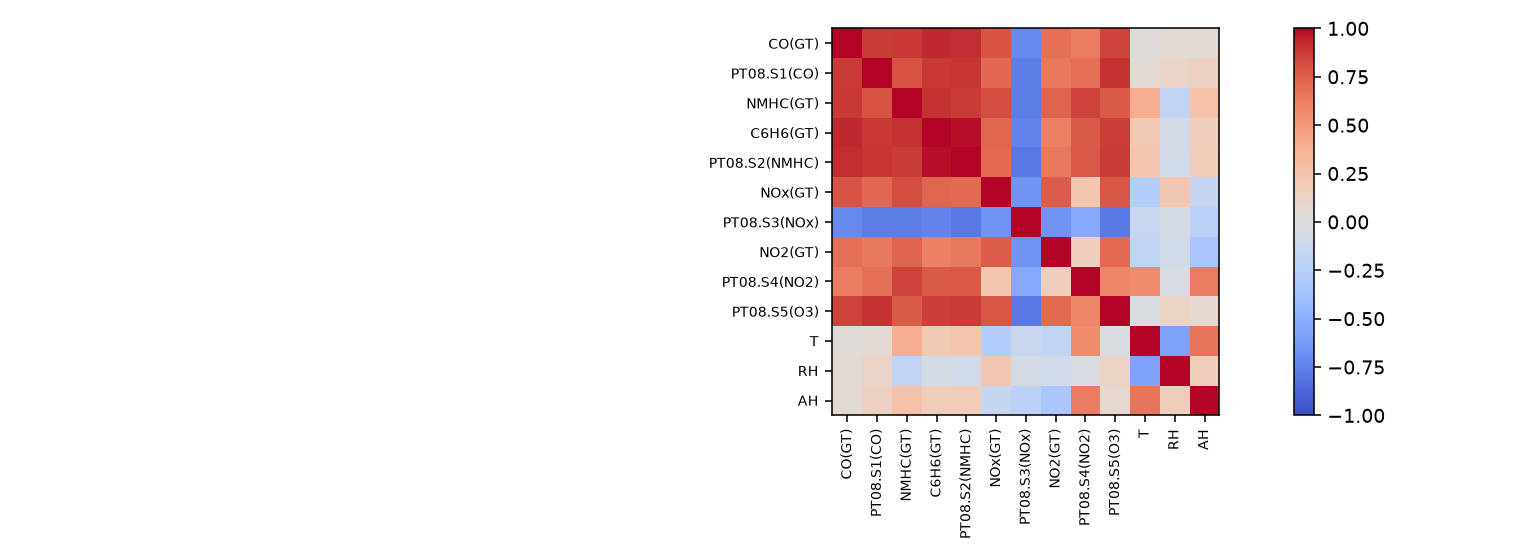 CO(GT)
PT08.S1(CO)
NMHC(GT)
C6H6(GT)
PT08.S2(NMHC)
NOx(GT)
PT08.S3(NOx)
NO2(GT)
PT08.S4(NO2)
PT08.S5(O3)
T
RH
AH
CO(GT)
PT08.S1(CO)
NMHC(GT)
C6H6(GT)
PT08.S2(NMHC)
NOx(GT)
PT08.S3(NOx)
NO2(GT)
PT08.S4(NO2)
PT08.S5(O3)
T
RH
AH
1.00
0.75
0.50
0.25
0.00
−0.25
−0.50
−0.75
−1.00